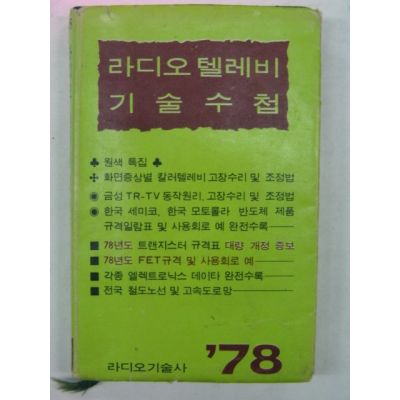 라디오 텔레비
기술수첩
♣ 원색 특집 ♣
✣ 화면증상별 칼러텔레비 고장수리 및 조정법
◉ 금성 TR-TV 동작원리, 고장수리 및 조정법
◉ 한국 세미코, 한국 모토롤라 반도체 제품
규격일람표 및 사용회로 예 완전수록
■ 78년도 트랜지스터 규격표 대량 개정 증보
■ 78년도 FET 규격 및 사용회로 예
■ 각종 엘렉트로닉스 데이타 완전수록
■ 전국 철도노선 및 고속도로망
라디오기술사 '78